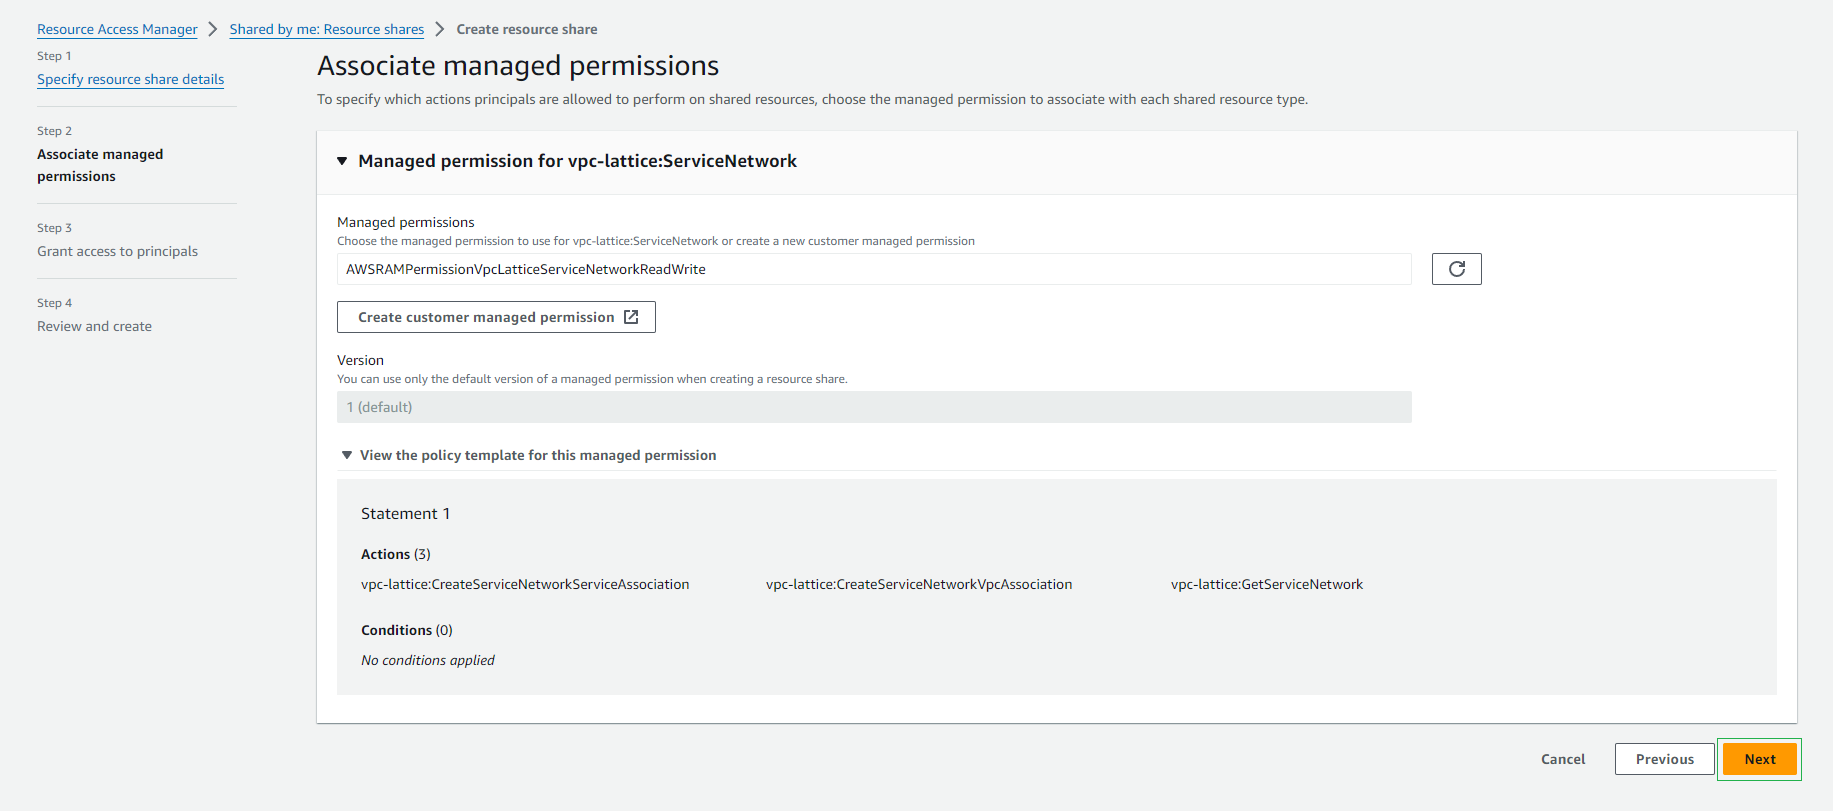 Resource Access Manager > Shared by me: Resource shares > Create resource share
Step 1
Specify resource share details
Step 2
Associate managed
permissions
Step 3
Grant access to principals
Step 4
Review and create
Associate managed permissions
To specify which actions principals are allowed to perform on shared resources, choose the managed permission to associate with each shared resource type.
Managed permission for vpc-lattice:ServiceNetwork
Managed permissions
Choose the managed permission to use for vpc-lattice:ServiceNetwork or create a new customer managed permission
AWSRAMPermissionVpcLatticeServiceNetworkReadWrite
Create customer managed permission
Version
You can use only the default version of a managed permission when creating a resource share.
1 (default)
View the policy template for this managed permission
Statement 1
Actions (3)
vpc-lattice:CreateServiceNetworkServiceAssociation vpc-lattice:CreateServiceNetworkVpcAssociation vpc-lattice:GetServiceNetwork
Conditions (0)
No conditions applied
Cancel Previous Next